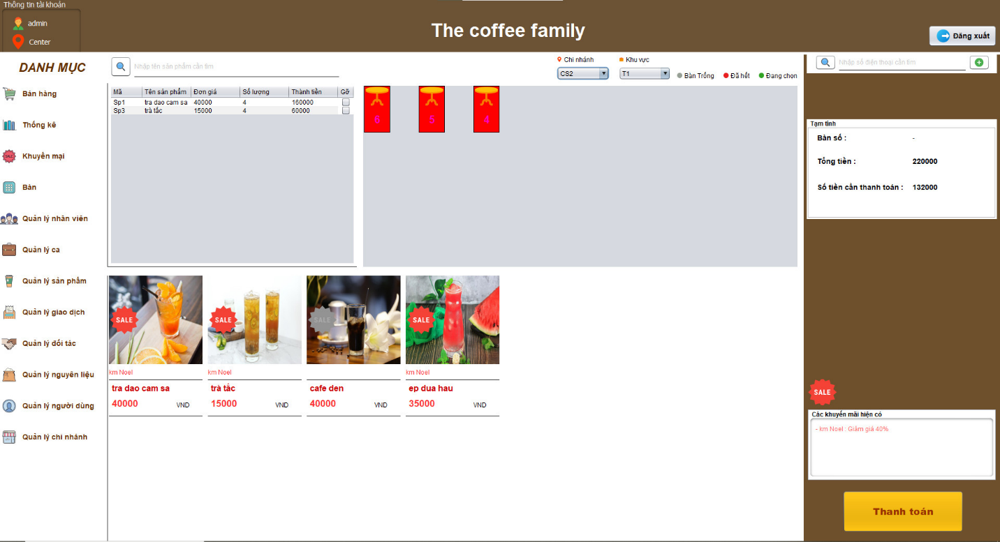 Thông tin tài khoản
admin
Center
The coffee family
Đăng xuất
DANH MỤC
Bán hàng
Thống kê
Khuyến mại
Bàn
Quản lý nhân viên
Quản lý ca
Quản lý sản phẩm
Quản lý giao dịch
Quản lý đối tác
Quản lý nguyên liệu
Quản lý người dùng
Quản lý chi nhánh
Nhập tên sản phẩm cần tìm
Chi nhánh
Khu vực
CS2
T1
Bàn Trống
Đã hết
Đang chọn
Mã Tên sản phẩm Đơn giá Số lượng Thành tiền Gỡ
Sp1 tra dao cam sa 40000 4 160000
Sp3 trà tắc 15000 4 60000
6
5
4
SALE
km Noel
tra dao cam sa
40000 VND
SALE
km Noel
trà tắc
15000 VND
SALE
cafe den
40000 VND
SALE
km Noel
ep dua hau
35000 VND
Nhập số điện thoại cần tìm
Tạm tính
Bàn số : -
Tổng tiền : 220000
Số tiền cần thanh toán : 132000
SALE
Các khuyến mãi hiện có
- km Noel : Giảm giá 40%
Thanh toán